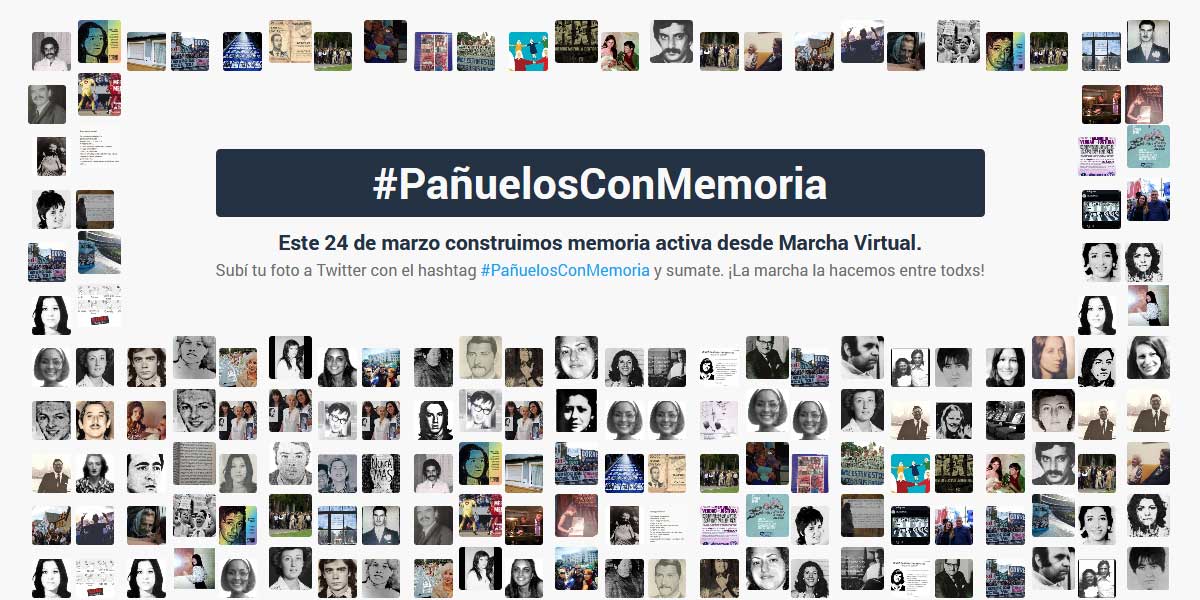 #PañuelosConMemoria
Este 24 de marzo construimos memoria activa desde Marcha Virtual.
Subí tu foto a Twitter con el hashtag #PañuelosConMemoria y sumate. ¡La marcha la hacemos entre todxs!